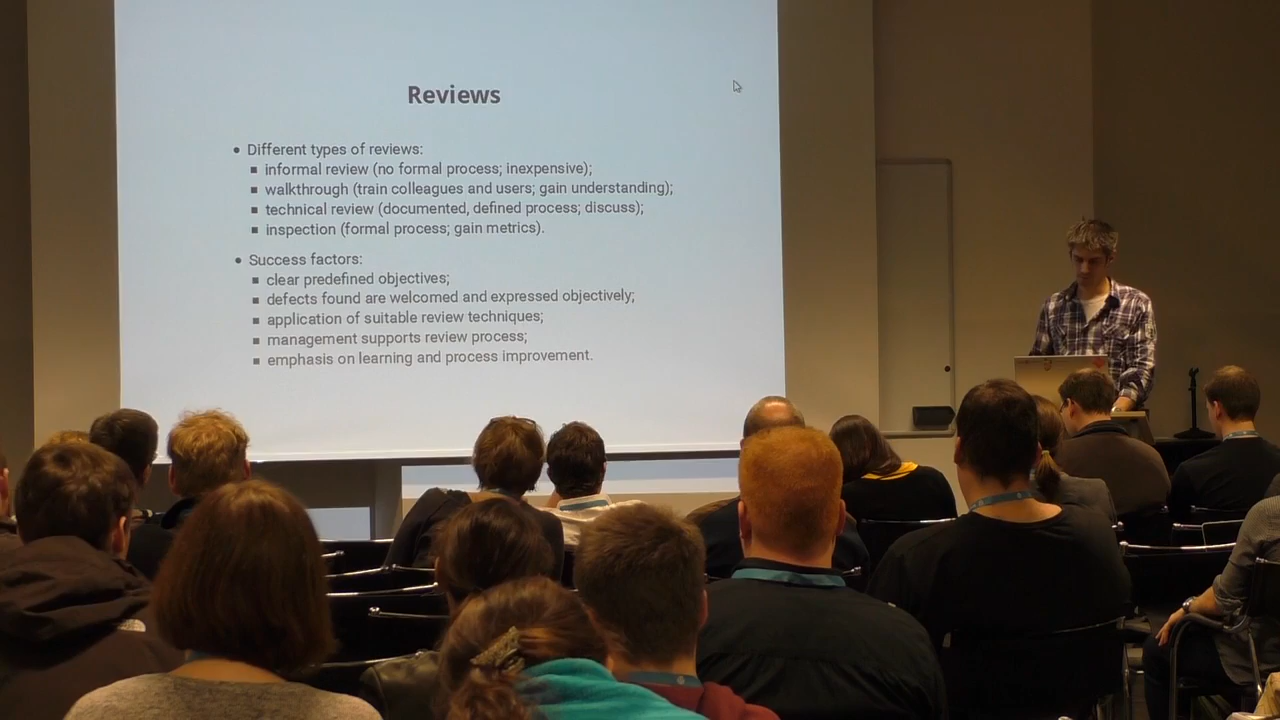 Reviews
• Different types of reviews:
▪ informal review (no formal process; inexpensive);
▪ walkthrough (train colleagues and users; gain understanding);
▪ technical review (documented, defined process; discuss);
▪ inspection (formal process; gain metrics).
• Success factors:
▪ clear predefined objectives;
▪ defects found are welcomed and expressed objectively;
▪ application of suitable review techniques;
▪ management supports review process;
▪ emphasis on learning and process improvement.